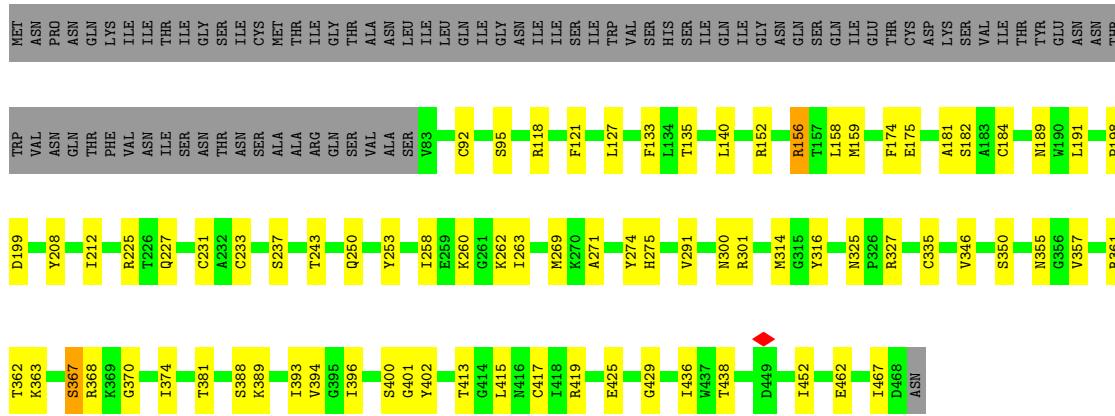 MET ASN PRO ASN GLN LYS ILE ILE THR ILE GLY SER ILE CYS MET THR ILE GLY THR ALA ASN LEU ILE LEU GLN ILE GLY ASN ILE ILE SER ILE TRP VAL SER HIS SER ILE GLN ILE GLY ASN GLN SER GLN ILE GLU THR CYS ASP LYS SER VAL ILE THR TYR GLU ASN ASN THR
TRP VAL ASN GLN THR PHE VAL ASN ILE SER ASN THR ASN SER ALA ALA ARG GLN SER VAL ALA SER V83 C92 S95 R118 F121 L127 F133 L134 T135 L140 R152 R156 T157 L158 M159 F174 E175 A181 S182 A183 C184 N189 W190 L191 P198
D199 Y208 I212 R225 T226 Q227 C231 A232 C233 S237 T243 Q250 Y253 I258 E259 K260 G261 K262 I263 M269 K270 A271 Y274 H275 V291 N300 R301 M314 G315 Y316 N325 P326 R327 C335 V346 S350 N355 G356 V357 R361
T362 K363 S367 R368 K369 G370 I374 T381 S388 K389 I393 V394 G395 I396 S400 G401 Y402 T413 G414 L415 N416 C417 I418 R419 E425 G429 I436 W437 T438 D449 I452 E462 I467 D468 ASN